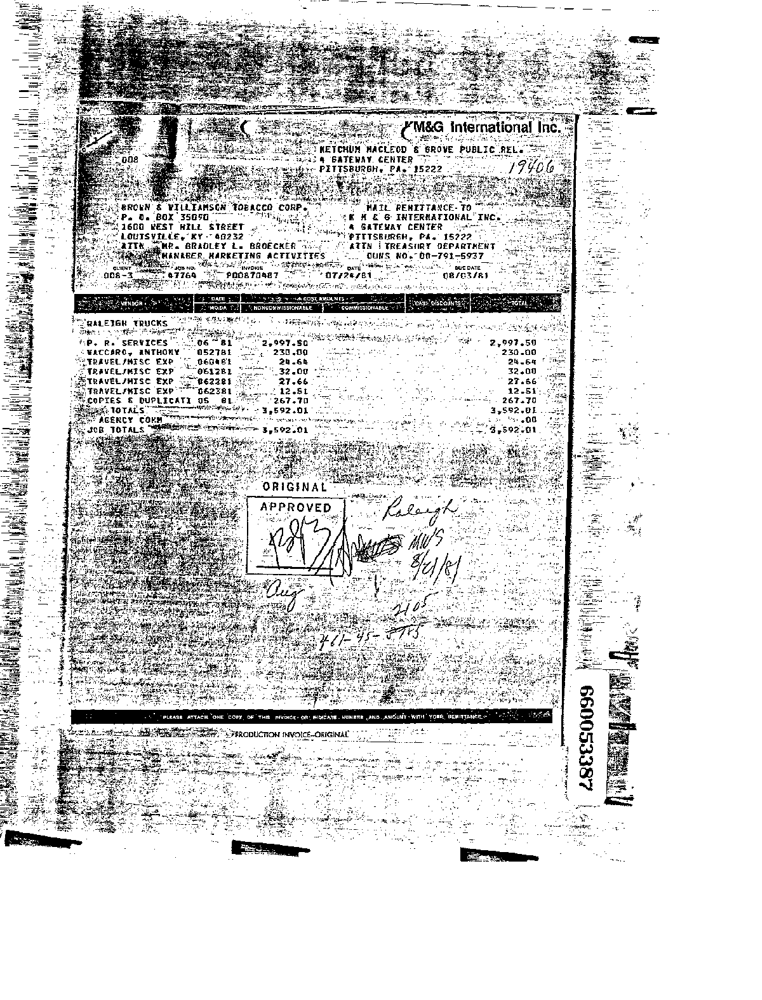 M&G International Inc.
KETCHUM MACLEOD & GROVE PUBLIC REL.
008
4 GATEWAY CENTER
PITTSBURGH, PA. 15222
19406
BROWN & WILLIAMSON TOBACCO CORP.
MAIL REMITTANCE TO
P. O. BOX 35090
K M & G INTERNATIONAL INC.
1600 WEST HILL STREET
4 GATEWAY CENTER
LOUISVILLE, KY 40232
PITTSBURGH, PA. 15222
ATTN MR. BRADLEY L. BROECKER
ATTN TREASURY DEPARTMENT
MANAGER MARKETING ACTIVITIES
DUNS NO. 00-791-5937
CLIENT JOB NO. INVOICE DATE DUE DATE
008-3 47764 P00870487 07/24/81 08/03/81
VENDOR DATE MO/DA COST AMOUNTS NONCOMMISSIONABLE COMMISSIONABLE CASH DISCOUNTS TOTAL
RALEIGH TRUCKS
P. R. SERVICES 06 81 2,997.50 2,997.50
VACCARO, ANTHONY 052781 230.00 230.00
TRAVEL/MISC EXP 060481 24.64 24.64
TRAVEL/MISC EXP 061281 32.00 32.00
TRAVEL/MISC EXP 062281 27.66 27.66
TRAVEL/MISC EXP 062381 12.51 12.51
COPIES & DUPLICATI 05 81 267.70 267.70
TOTALS 3,592.01 3,592.01
AGENCY COMM .00
JOB TOTALS 3,592.01 3,592.01
ORIGINAL
APPROVED
Raleigh
MWS
8/21/81
Aug
2105
PLEASE ATTACH ONE COPY OF THE INVOICE OR INDICATE NUMBER AND AMOUNT WITH YOUR REMITTANCE
PRODUCTION INVOICE-ORIGINAL
660053387